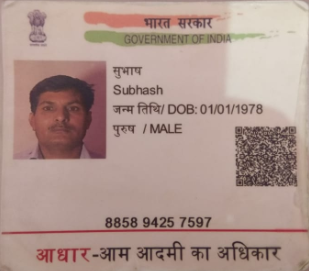 भारत सरकार
GOVERNMENT OF INDIA
सुभाष
Subhash
जन्म तिथि/ DOB: 01/01/1978
पुरुष / MALE
8858 9425 7597
आधार-आम आदमी का अधिकार